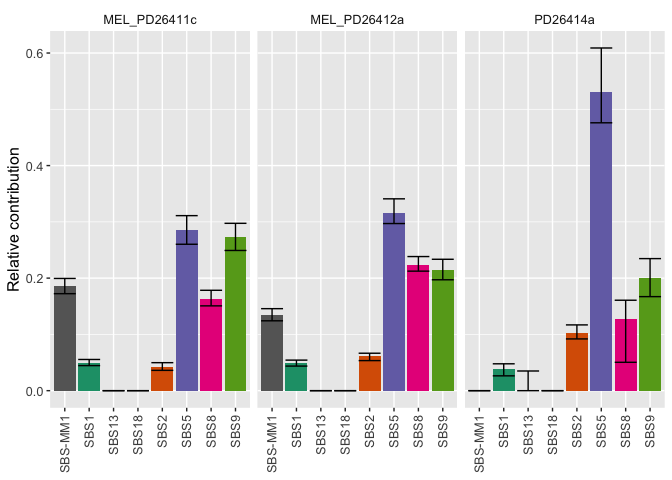 MEL_PD26411c MEL_PD26412a PD26414a
Relative contribution
0.6
0.4
0.2
0.0
SBS-MM1 SBS1 SBS13 SBS18 SBS2 SBS5 SBS8 SBS9 SBS-MM1 SBS1 SBS13 SBS18 SBS2 SBS5 SBS8 SBS9 SBS-MM1 SBS1 SBS13 SBS18 SBS2 SBS5 SBS8 SBS9